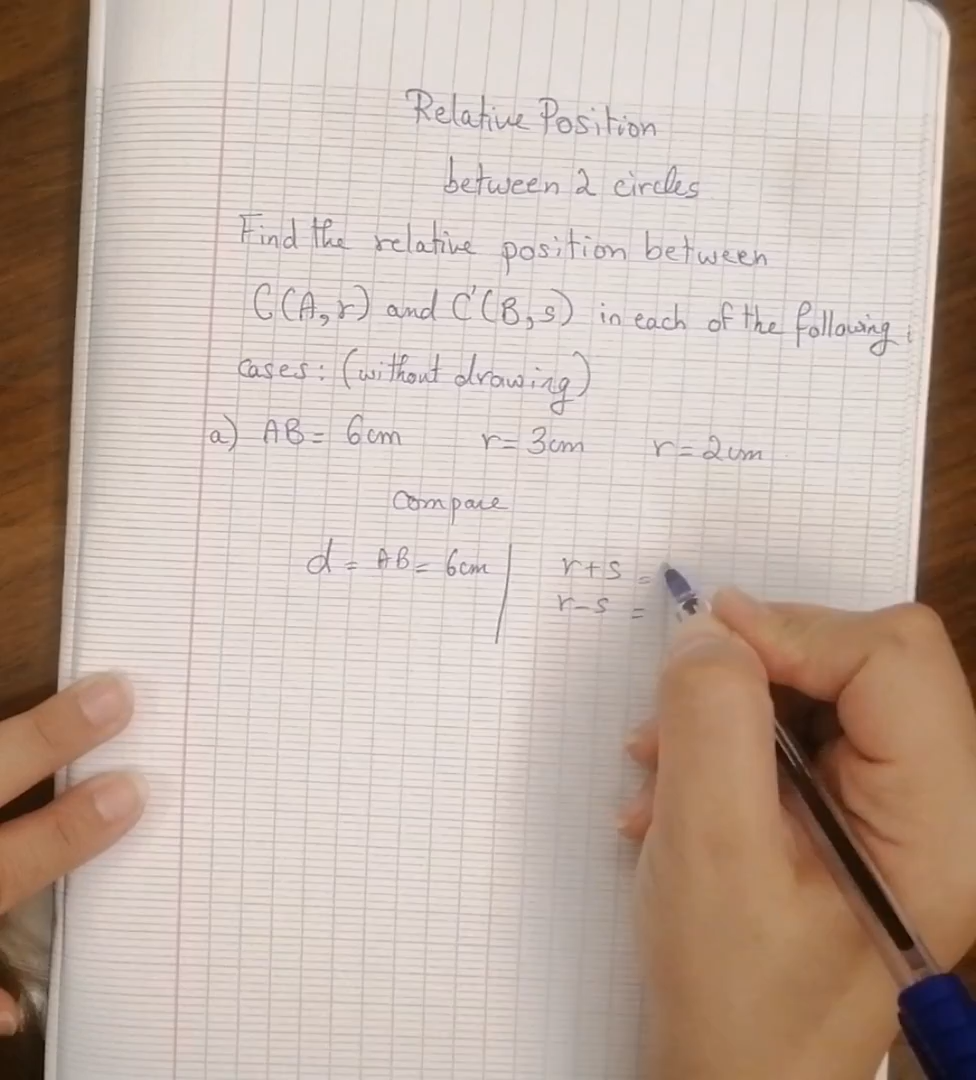 Relative Position
between 2 circles
Find the relative position between
C(A,r) and C'(B,s) in each of the following
cases: (without drawing)
a) AB = 6cm r = 3cm r = 2cm
Compare
d = AB = 6cm | r+s =
r-s =